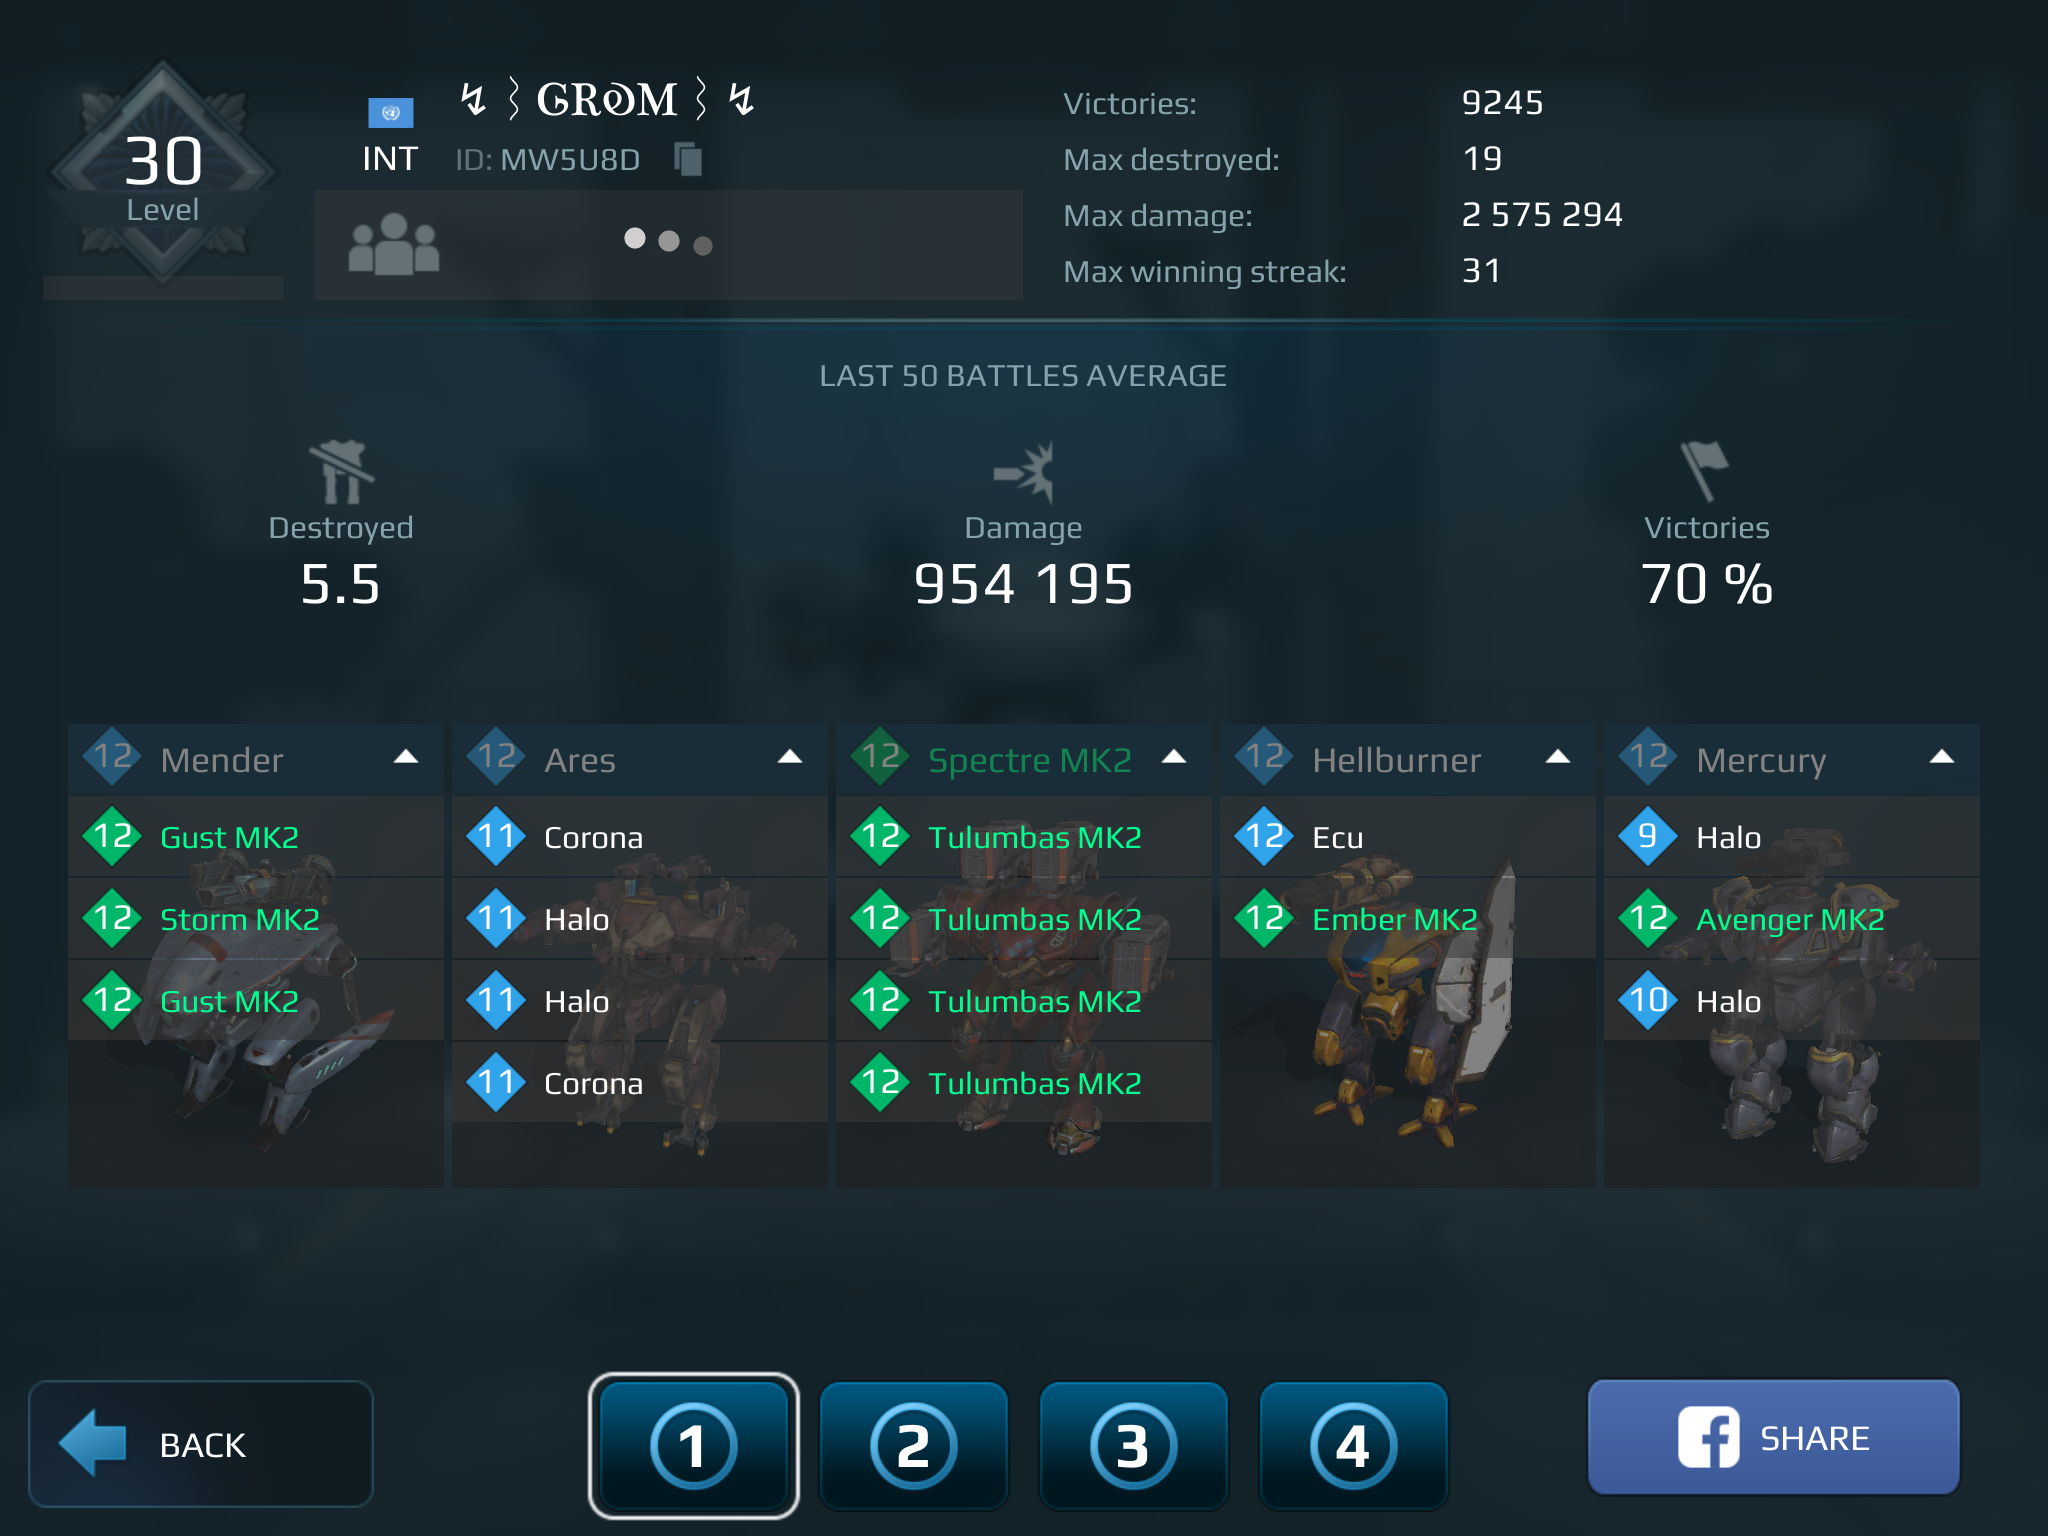 30
Level
INT
↯ ⸾ GROM ⸾ ↯
ID: MW5U8D
Victories: 9245
Max destroyed: 19
Max damage: 2 575 294
Max winning streak: 31
LAST 50 BATTLES AVERAGE
Destroyed
5.5
Damage
954 195
Victories
70 %
12 Mender
12 Gust MK2
12 Storm MK2
12 Gust MK2
12 Ares
11 Corona
11 Halo
11 Halo
11 Corona
12 Spectre MK2
12 Tulumbas MK2
12 Tulumbas MK2
12 Tulumbas MK2
12 Tulumbas MK2
12 Hellburner
12 Ecu
12 Ember MK2
12 Mercury
9 Halo
12 Avenger MK2
10 Halo
BACK
1
2
3
4
SHARE